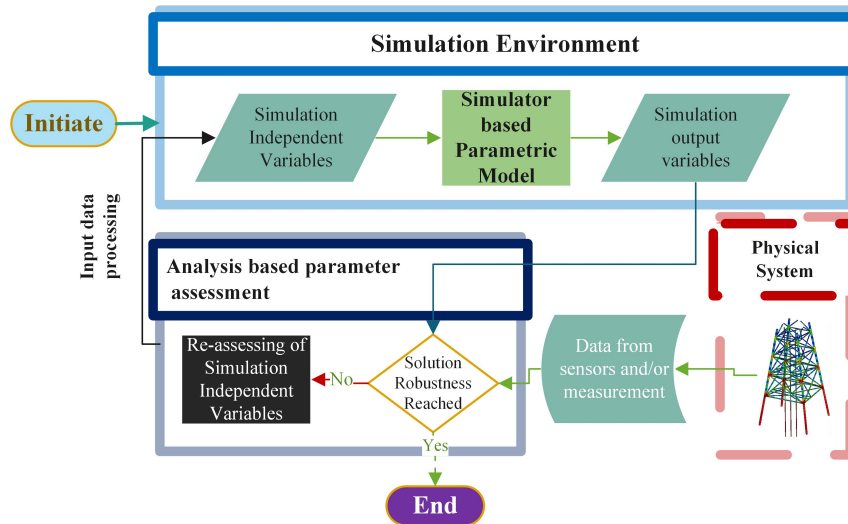 Simulation Environment
Initiate
Simulation
Independent
Variables
Simulator
based
Parametric
Model
Simulation
output
variables
Input data
processing
Analysis based parameter
assessment
Physical
System
Re-assessing of
Simulation
Independent
Variables
No
Solution
Robustness
Reached
Data from
sensors and/or
measurement
Yes
End